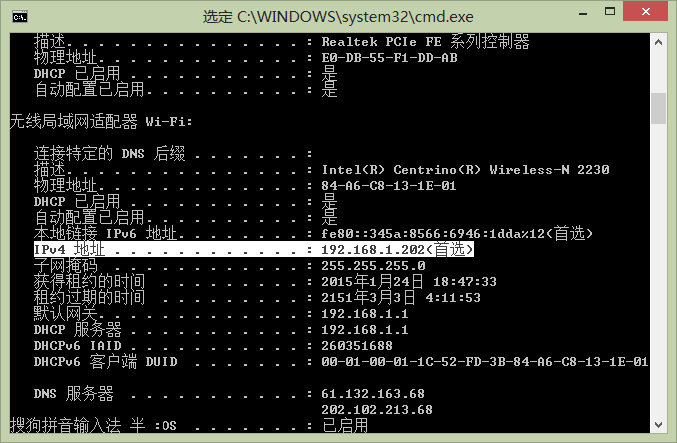 选定 C:\WINDOWS\system32\cmd.exe
描述. . . . . . . . . . . . . . . : Realtek PCIe FE 系列控制器
物理地址. . . . . . . . . . . . . : E0-DB-55-F1-DD-AB
DHCP 已启用 . . . . . . . . . . . : 是
自动配置已启用. . . . . . . . . . : 是
无线局域网适配器 Wi-Fi:
连接特定的 DNS 后缀 . . . . . . . :
描述. . . . . . . . . . . . . . . : Intel(R) Centrino(R) Wireless-N 2230
物理地址. . . . . . . . . . . . . : 84-A6-C8-13-1E-01
DHCP 已启用 . . . . . . . . . . . : 是
自动配置已启用. . . . . . . . . . : 是
本地链接 IPv6 地址. . . . . . . . : fe80::345a:8566:6946:1dda%12(首选)
IPv4 地址 . . . . . . . . . . . . : 192.168.1.202(首选)
子网掩码 . . . . . . . . . . . . : 255.255.255.0
获得租约的时间 . . . . . . . . . : 2015年1月24日 18:47:33
租约过期的时间 . . . . . . . . . : 2151年3月3日 4:11:53
默认网关. . . . . . . . . . . . . : 192.168.1.1
DHCP 服务器 . . . . . . . . . . . : 192.168.1.1
DHCPv6 IAID . . . . . . . . . . . : 260351688
DHCPv6 客户端 DUID . . . . . . . : 00-01-00-01-1C-52-FD-3B-84-A6-C8-13-1E-01
DNS 服务器 . . . . . . . . . . . : 61.132.163.68
202.102.213.68
搜狗拼音输入法 半 :OS . . . . . . . : 已启用